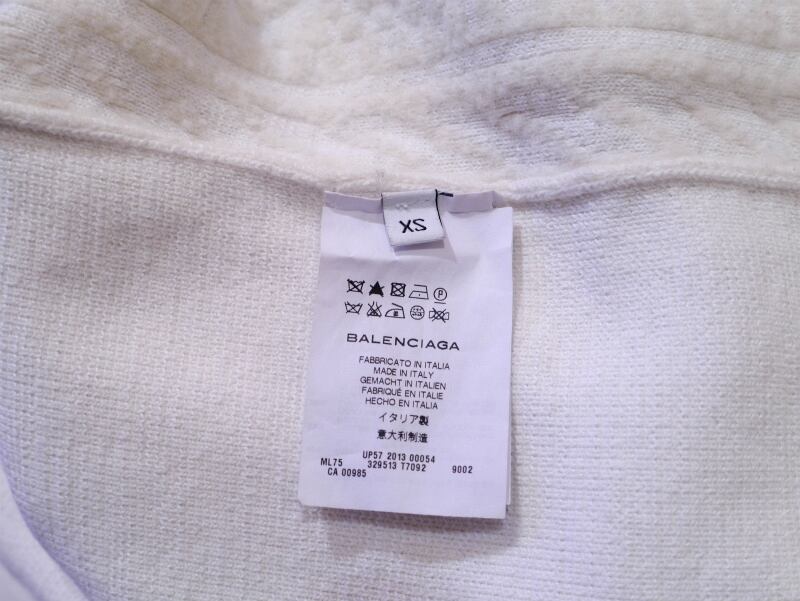 XS
BALENCIAGA
FABBRICATO IN ITALIA
MADE IN ITALY
GEMACHT IN ITALIEN
FABRIQUÉ EN ITALIE
HECHO EN ITALIA
イタリア製
意大利制造
UP57 2013 00054
ML75 329513 T7092 9002
CA 00985